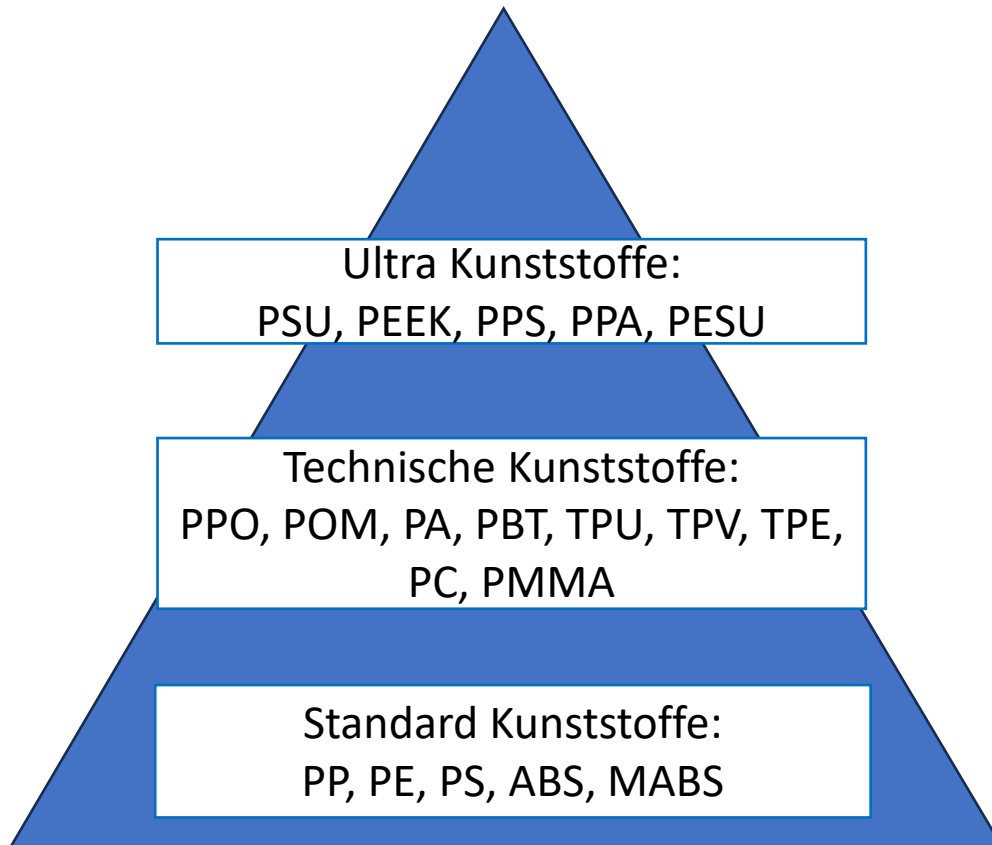 Ultra Kunststoffe:
PSU, PEEK, PPS, PPA, PESU
Technische Kunststoffe:
PPO, POM, PA, PBT, TPU, TPV, TPE,
PC, PMMA
Standard Kunststoffe:
PP, PE, PS, ABS, MABS